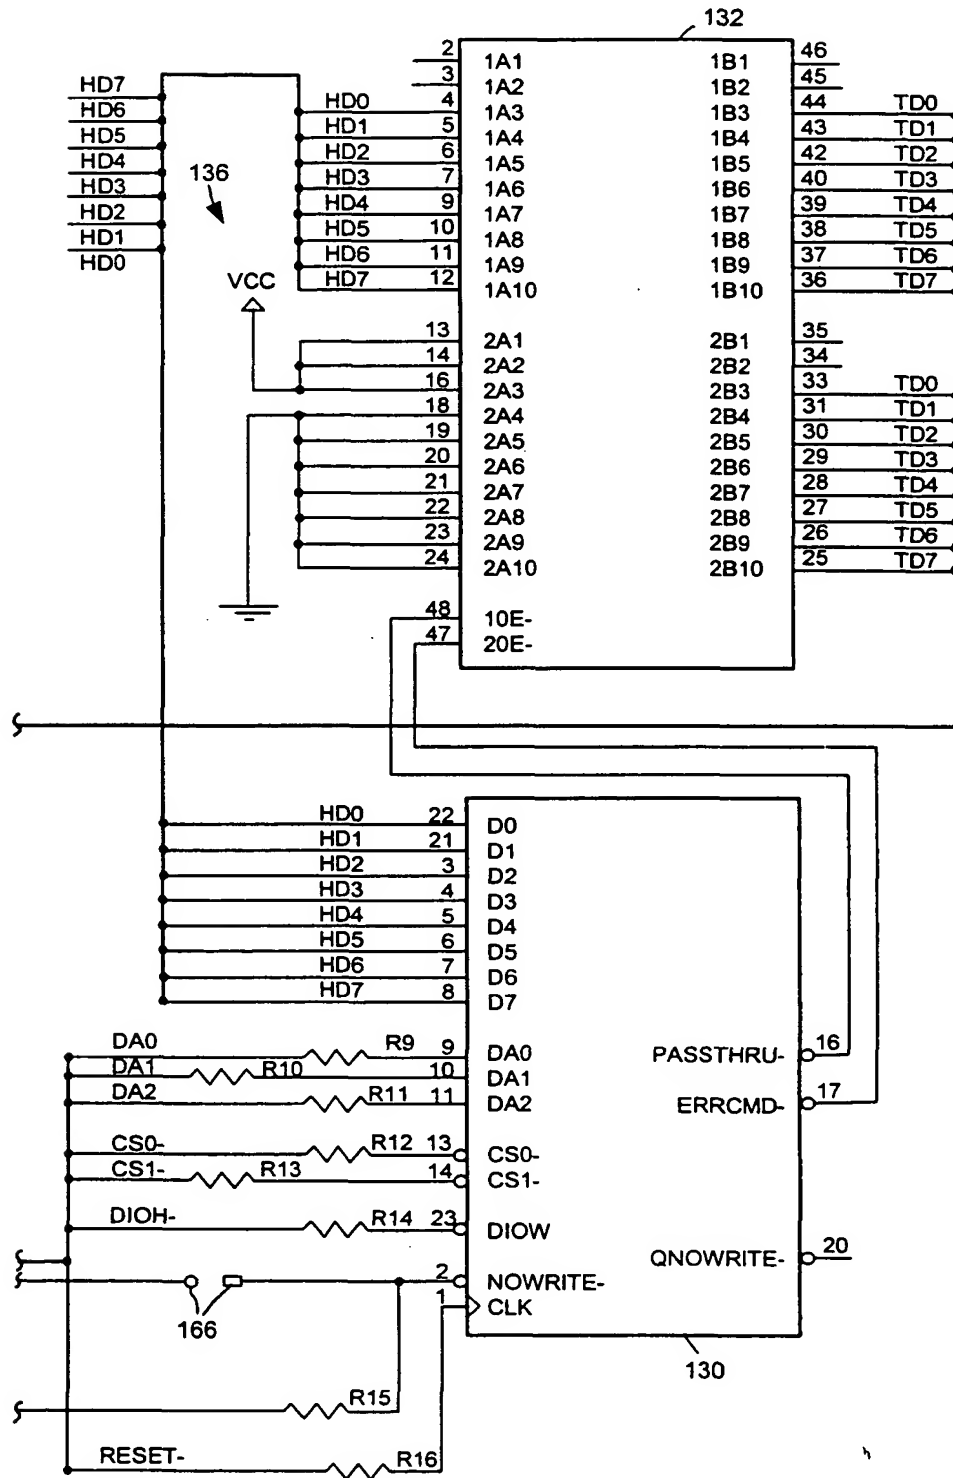 132
HD7
HD6
HD5
HD4
HD3
HD2
HD1
HD0
136
VCC
HD0
HD1
HD2
HD3
HD4
HD5
HD6
HD7
2 1A1 1B1 46
3 1A2 1B2 45
4 1A3 1B3 44 TD0
5 1A4 1B4 43 TD1
6 1A5 1B5 42 TD2
7 1A6 1B6 40 TD3
9 1A7 1B7 39 TD4
10 1A8 1B8 38 TD5
11 1A9 1B9 37 TD6
12 1A10 1B10 36 TD7
13 2A1 2B1 35
14 2A2 2B2 34
16 2A3 2B3 33 TD0
18 2A4 2B4 31 TD1
19 2A5 2B5 30 TD2
20 2A6 2B6 29 TD3
21 2A7 2B7 28 TD4
22 2A8 2B8 27 TD5
23 2A9 2B9 26 TD6
24 2A10 2B10 25 TD7
48 10E-
47 20E-
HD0 22 D0
HD1 21 D1
HD2 3 D2
HD3 4 D3
HD4 5 D4
HD5 6 D5
HD6 7 D6
HD7 8 D7
DA0 R9 9 DA0 PASSTHRU- 16
DA1 R10 10 DA1
DA2 R11 11 DA2 ERRCMD- 17
CS0- R12 13 CS0-
CS1- R13 14 CS1-
DIOH- R14 23 DIOW
QNOWRITE- 20
2 NOWRITE-
1 CLK
166
130
R15
RESET- R16